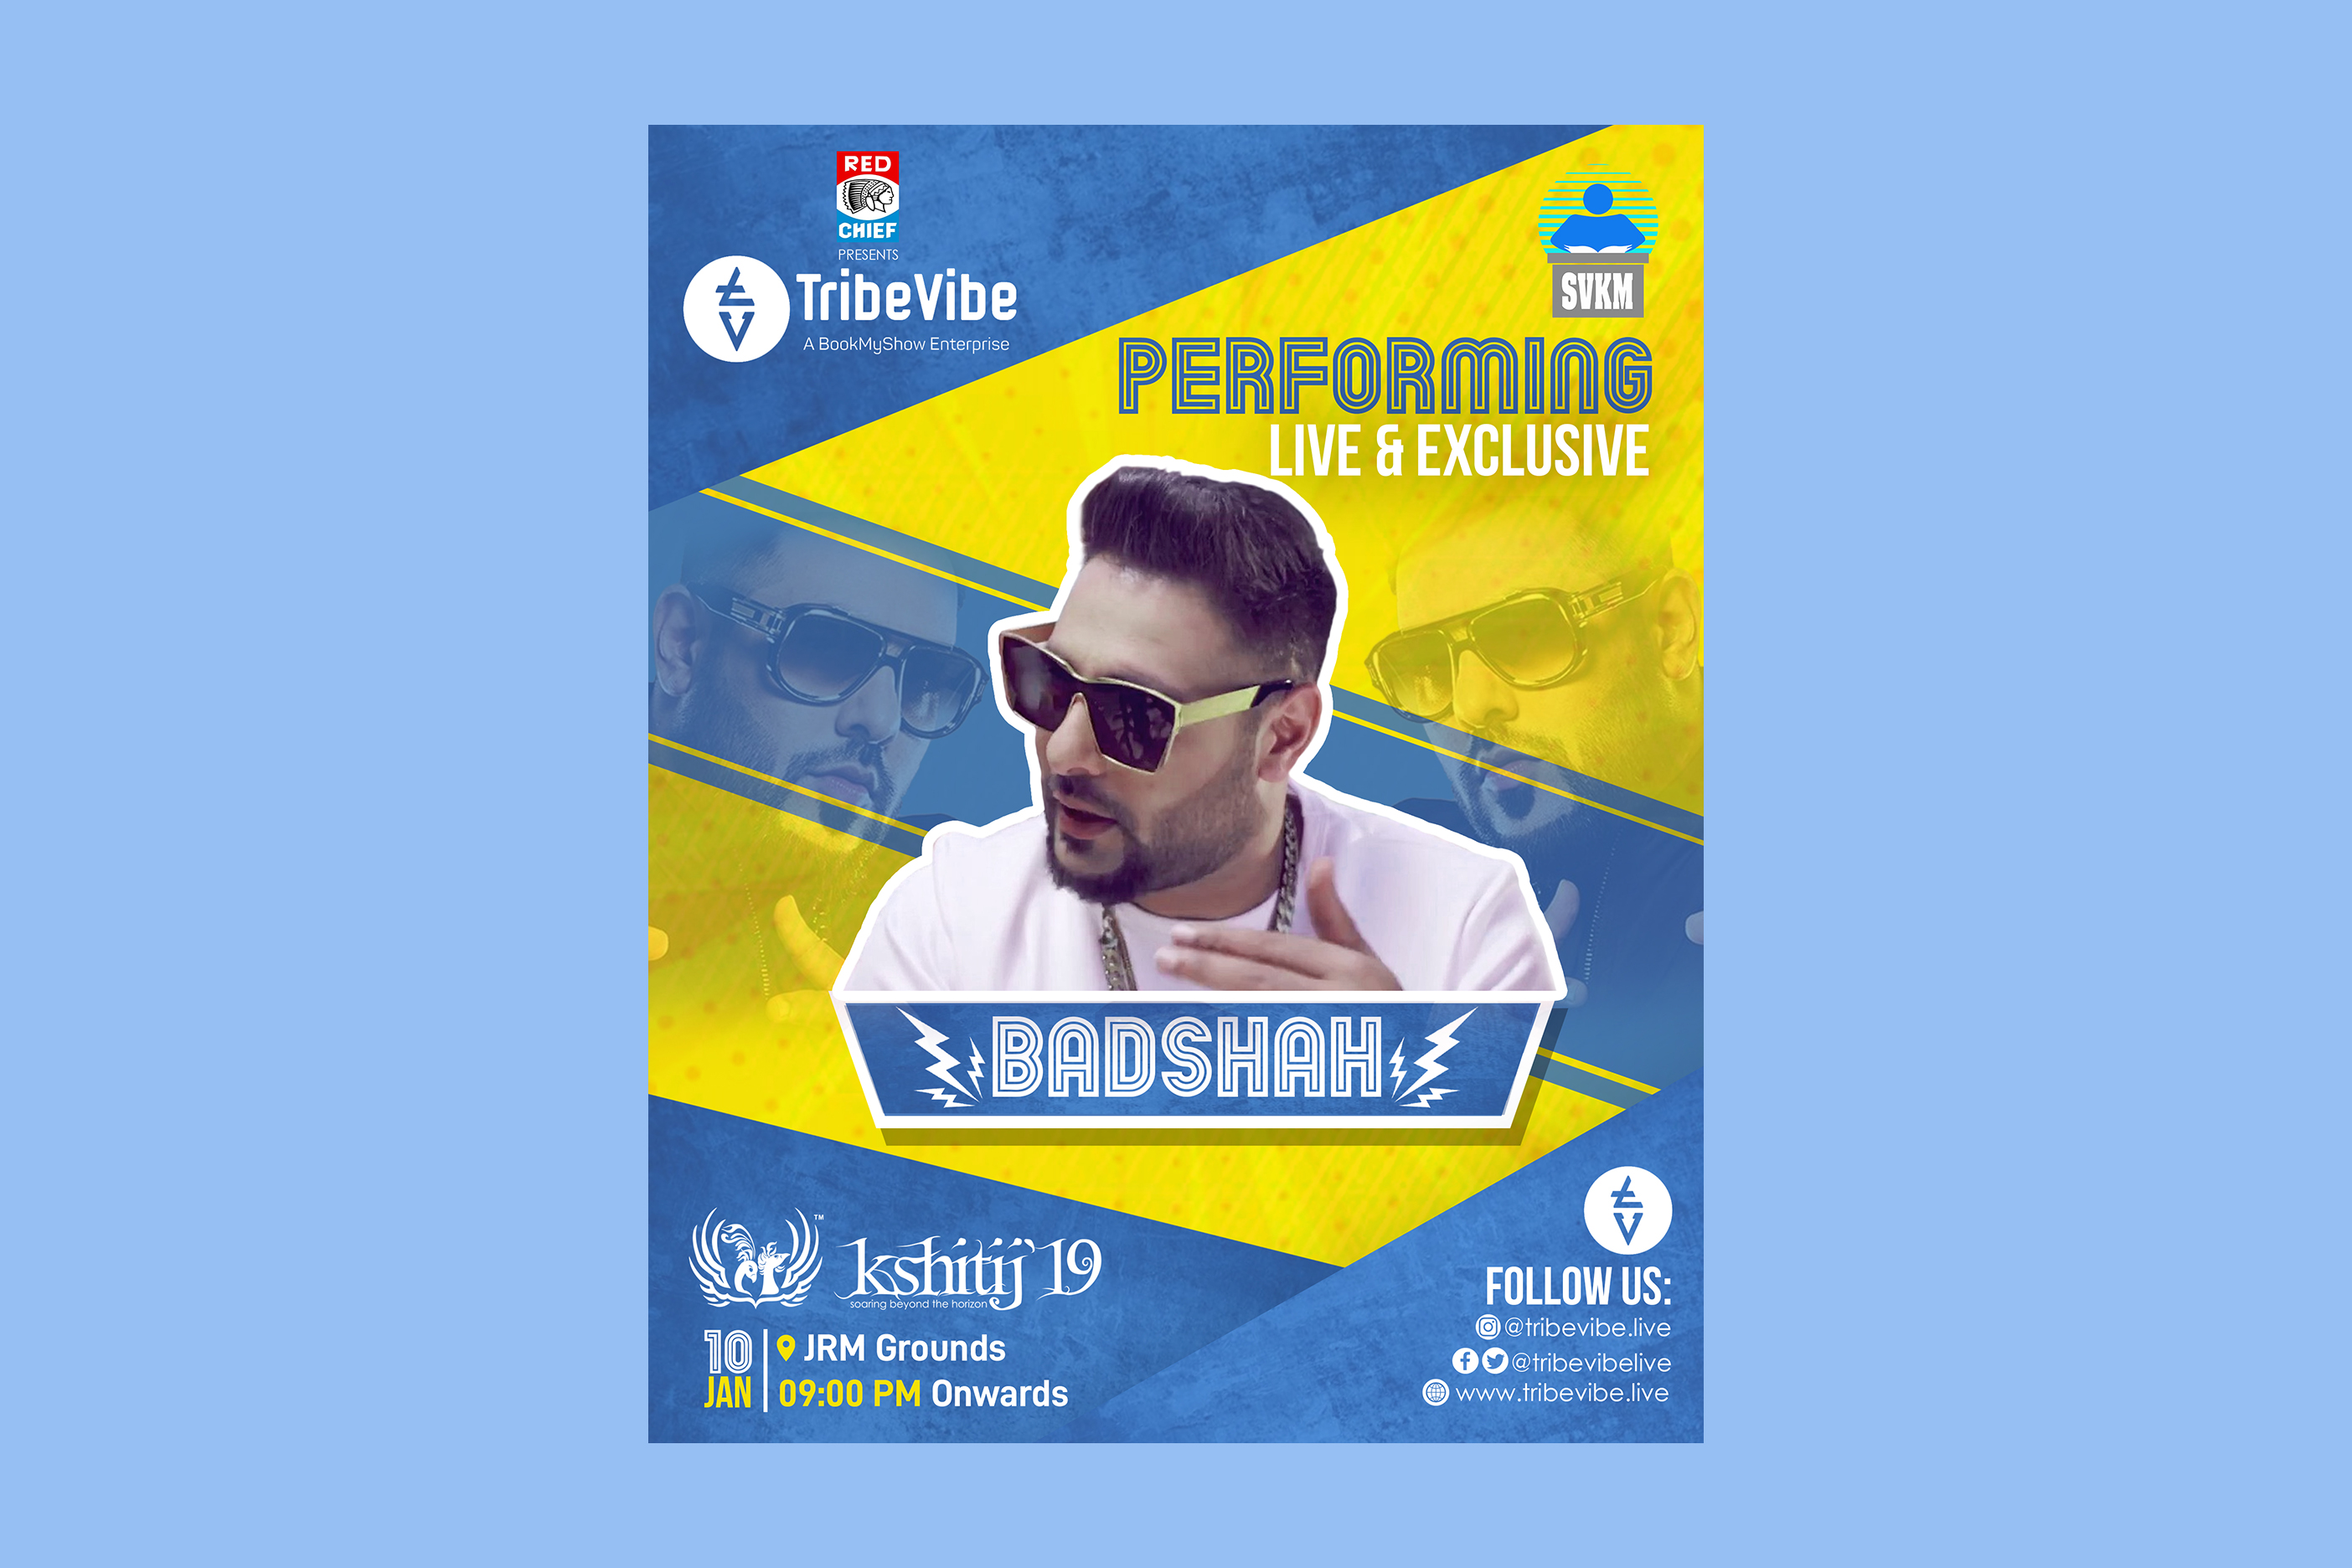 RED
CHIEF
PRESENTS
TribeVibe
A BookMyShow Enterprise
SVKM
PERFORMING
LIVE & EXCLUSIVE
BADSHAH
TM
kshitij'19
soaring beyond the horizon
10
JAN
JRM Grounds
09:00 PM Onwards
FOLLOW US:
@tribevibe.live
@tribevibelive
www.tribevibe.live